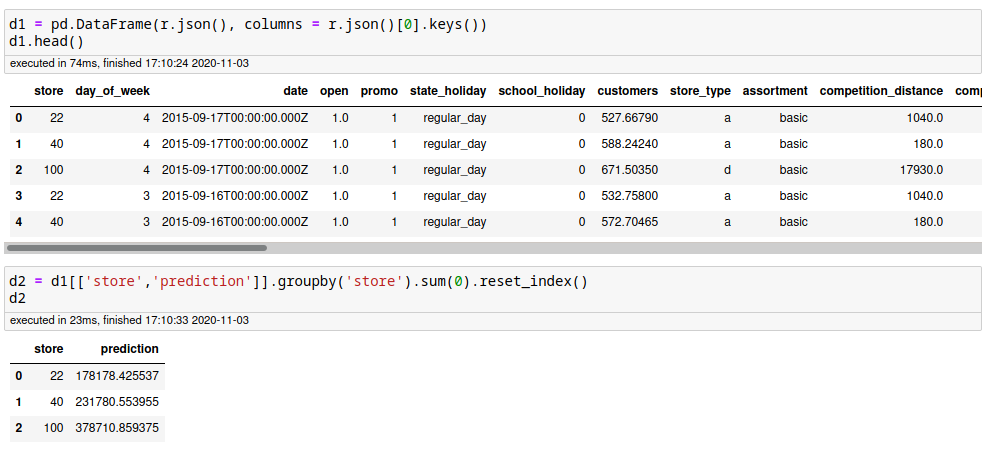 d1 = pd.DataFrame(r.json(), columns = r.json()[0].keys())
d1.head()
executed in 74ms, finished 17:10:24 2020-11-03
store day_of_week date open promo state_holiday school_holiday customers store_type assortment competition_distance comp
0 22 4 2015-09-17T00:00:00.000Z 1.0 1 regular_day 0 527.66790 a basic 1040.0
1 40 4 2015-09-17T00:00:00.000Z 1.0 1 regular_day 0 588.24240 a basic 180.0
2 100 4 2015-09-17T00:00:00.000Z 1.0 1 regular_day 0 671.50350 d basic 17930.0
3 22 3 2015-09-16T00:00:00.000Z 1.0 1 regular_day 0 532.75800 a basic 1040.0
4 40 3 2015-09-16T00:00:00.000Z 1.0 1 regular_day 0 572.70465 a basic 180.0
d2 = d1[['store','prediction']].groupby('store').sum(0).reset_index()
d2
executed in 23ms, finished 17:10:33 2020-11-03
store prediction
0 22 178178.425537
1 40 231780.553955
2 100 378710.859375